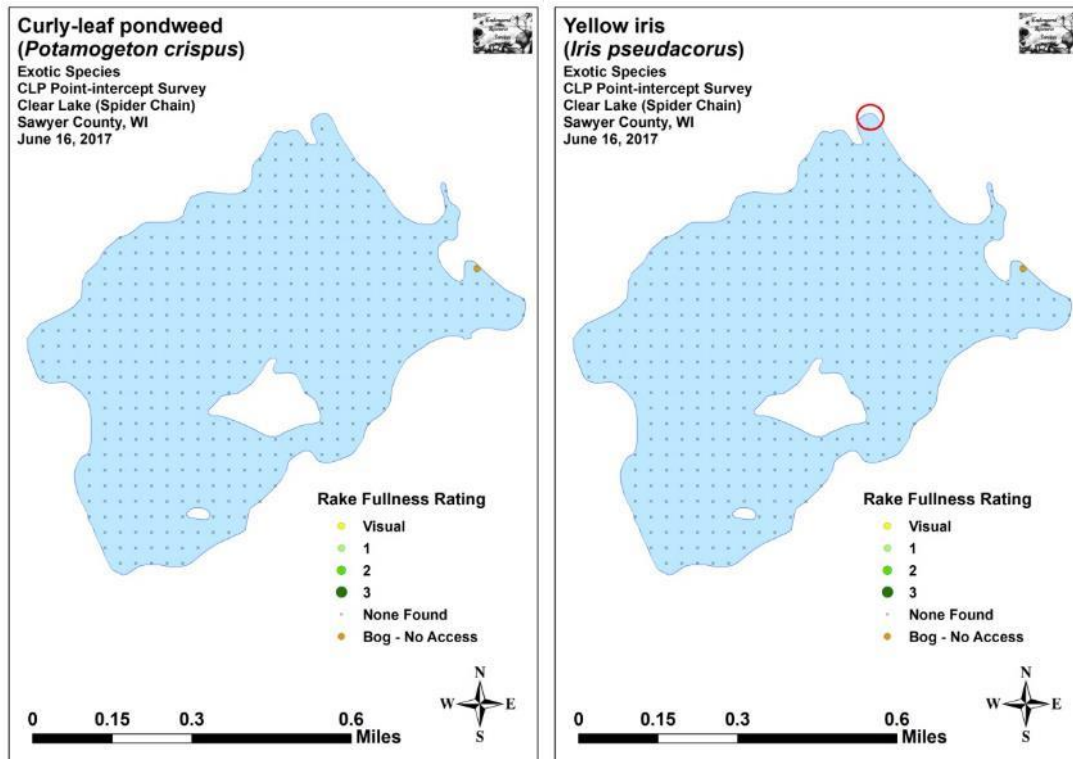 Curly-leaf pondweed
(Potamogeton crispus)
Exotic Species
CLP Point-intercept Survey
Clear Lake (Spider Chain)
Sawyer County, WI
June 16, 2017
Rake Fullness Rating
Visual
1
2
3
None Found
Bog - No Access
N
W E
S
0 0.15 0.3 0.6
Miles
Yellow iris
(Iris pseudacorus)
Exotic Species
CLP Point-intercept Survey
Clear Lake (Spider Chain)
Sawyer County, WI
June 16, 2017
Rake Fullness Rating
Visual
1
2
3
None Found
Bog - No Access
N
W E
S
0 0.15 0.3 0.6
Miles